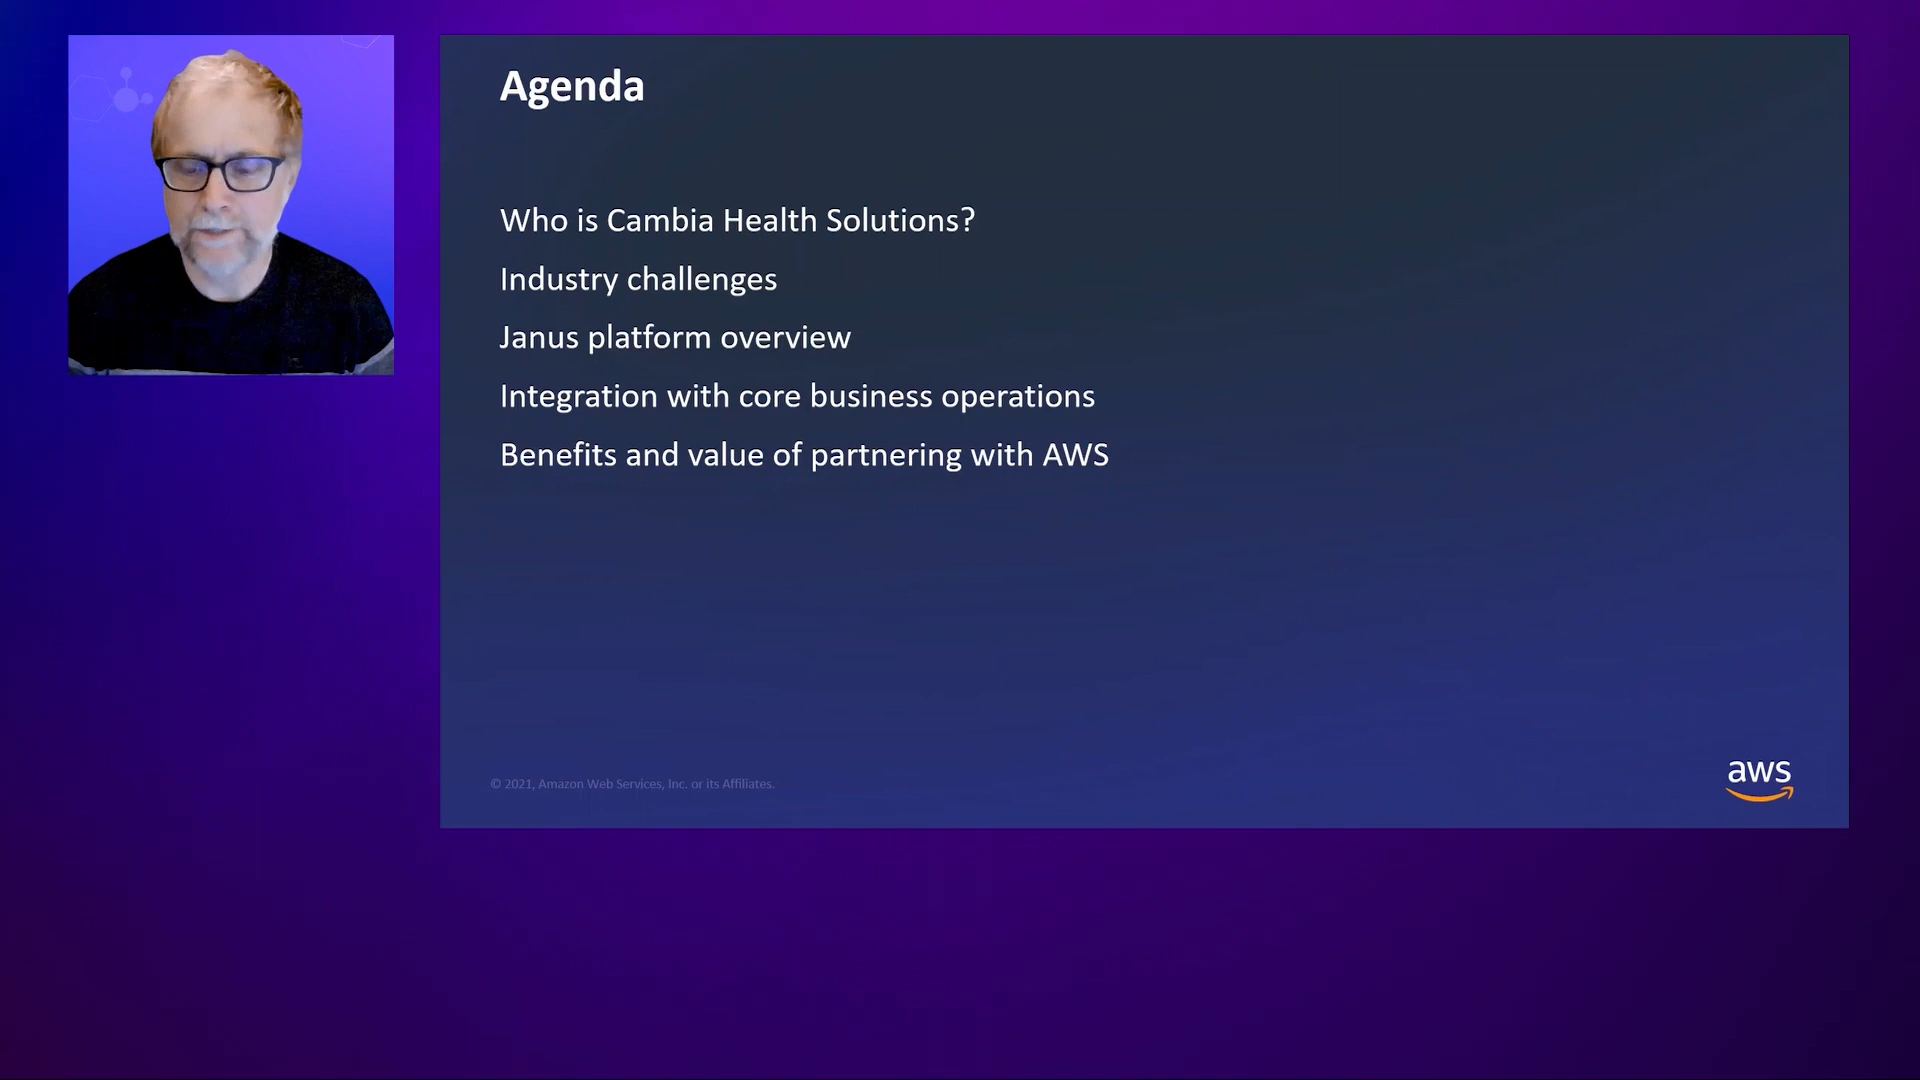 Agenda
Who is Cambia Health Solutions?
Industry challenges
Janus platform overview
Integration with core business operations
Benefits and value of partnering with AWS
© 2021, Amazon Web Services, Inc. or its Affiliates.
aws